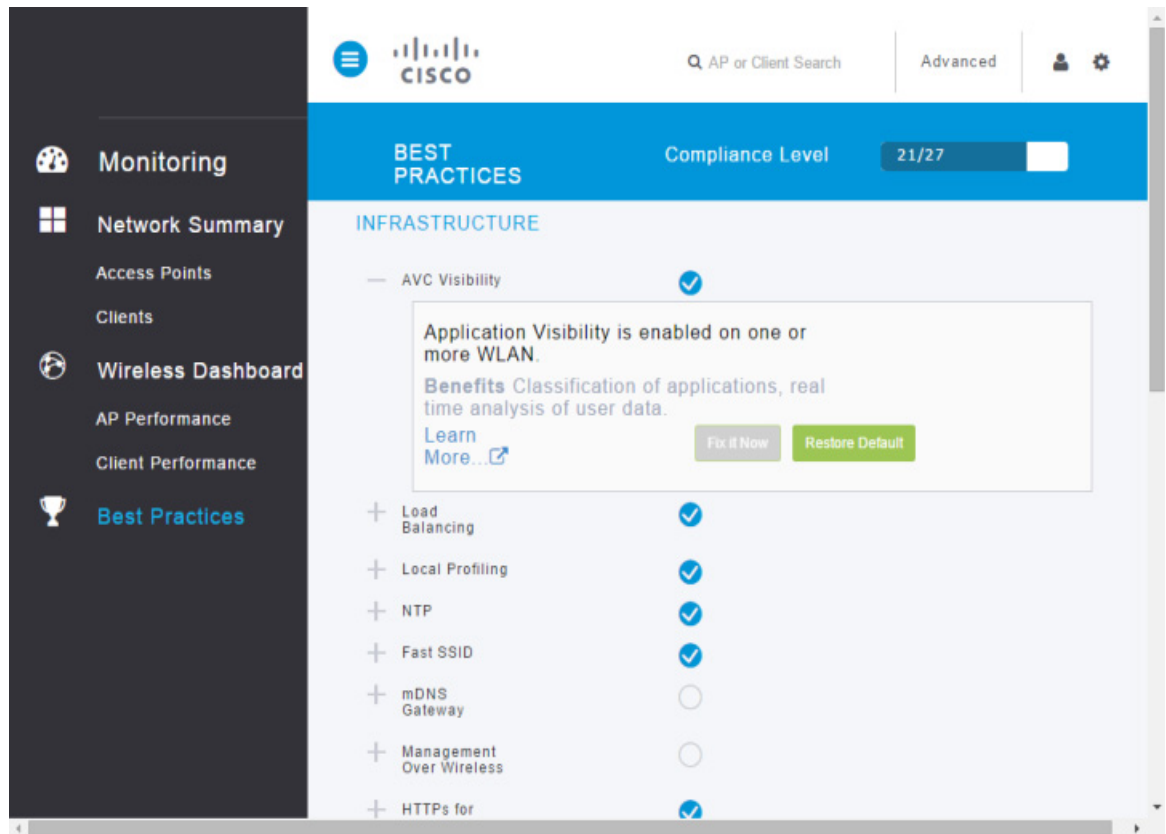 CISCO
AP or Client Search
Advanced
Monitoring
Network Summary
Access Points
Clients
Wireless Dashboard
AP Performance
Client Performance
Best Practices
BEST
PRACTICES
Compliance Level
21/27
INFRASTRUCTURE
AVC Visibility
Application Visibility is enabled on one or
more WLAN.
Benefits Classification of applications, real
time analysis of user data.
Learn
More...
Fix it Now
Restore Default
Load
Balancing
Local Profiling
NTP
Fast SSID
mDNS
Gateway
Management
Over Wireless
HTTPs for